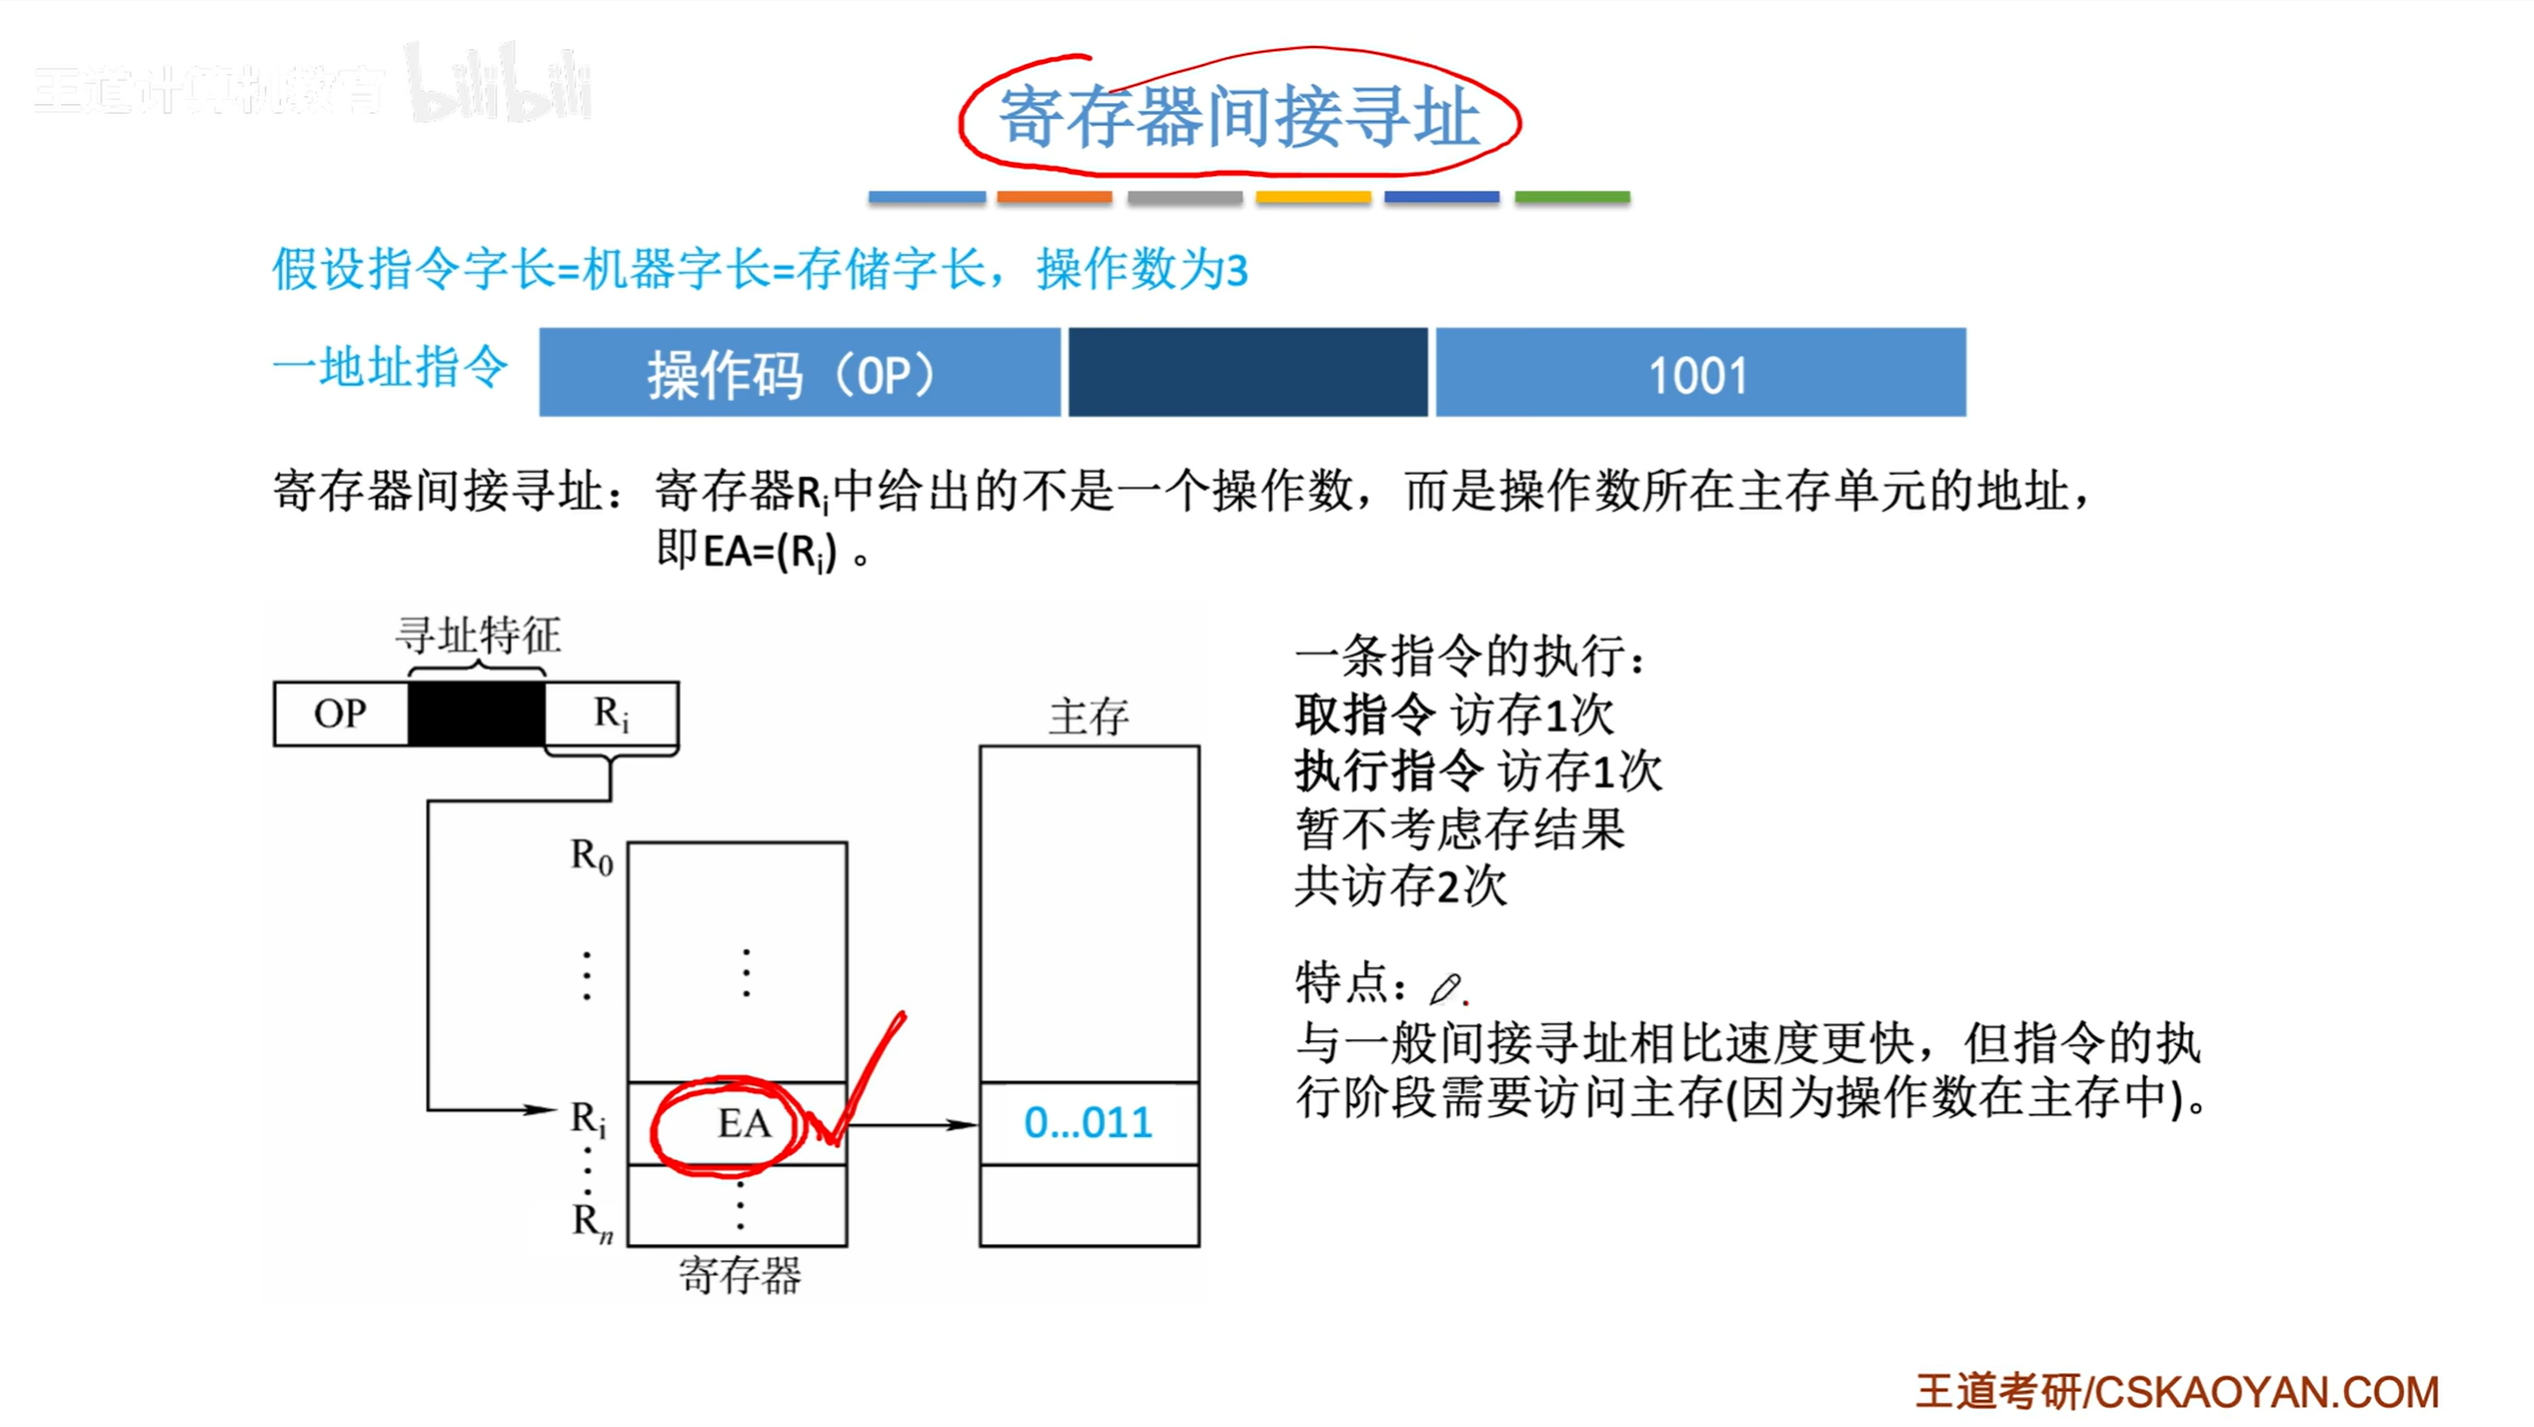 王道计算机教育 bilibili
寄存器间接寻址
假设指令字长=机器字长=存储字长，操作数为3
一地址指令 操作码（OP） 1001
寄存器间接寻址：寄存器Ri中给出的不是一个操作数，而是操作数所在主存单元的地址，
即EA=(Ri) 。
寻址特征
OP Ri
主存
R0
Ri EA 0...011
Rn
寄存器
一条指令的执行：
取指令 访存1次
执行指令 访存1次
暂不考虑存结果
共访存2次
特点：
与一般间接寻址相比速度更快，但指令的执
行阶段需要访问主存(因为操作数在主存中)。
王道考研/CSKAOYAN.COM